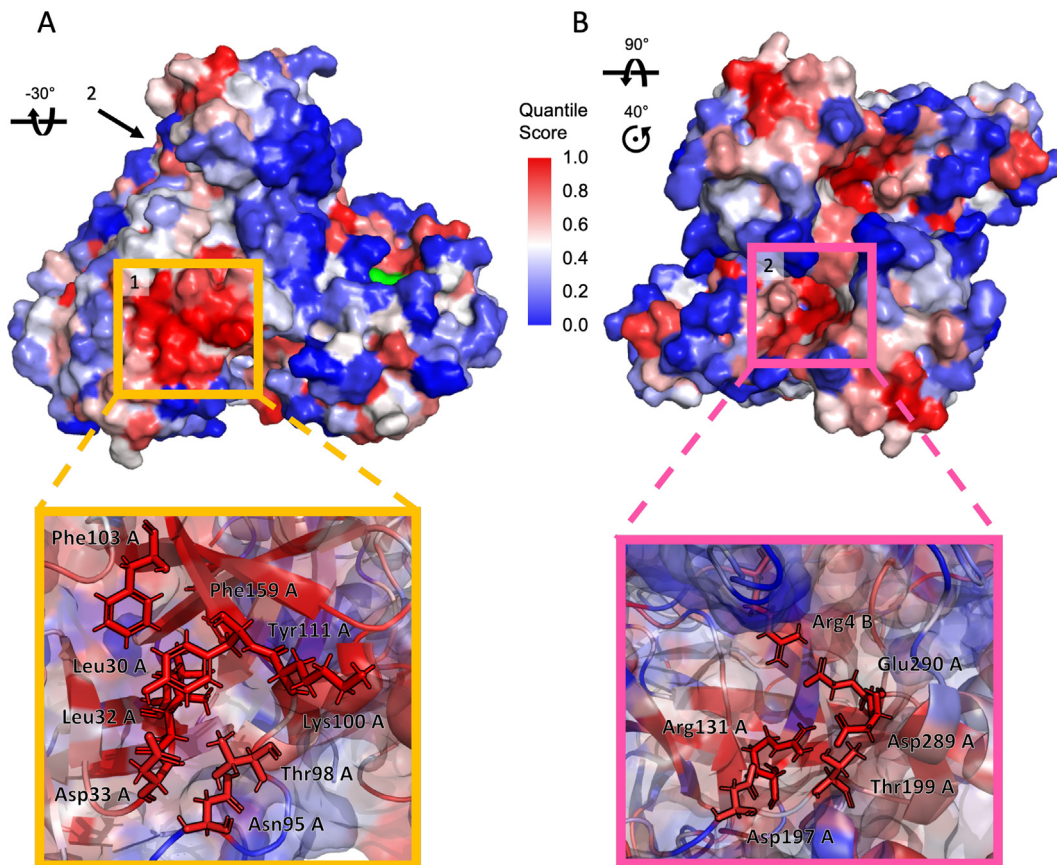 A
B
-30°
2
90°
40°
Quantile
Score
1.0
0.8
0.6
0.4
0.2
0.0
1
2
Phe103 A
Phe159 A
Tyr111 A
Leu30 A
Leu32 A
Lys100 A
Thr98 A
Asp33 A
Asn95 A
Arg4 B
Glu290 A
Arg131 A
Asp289 A
Thr199 A
Asp197 A